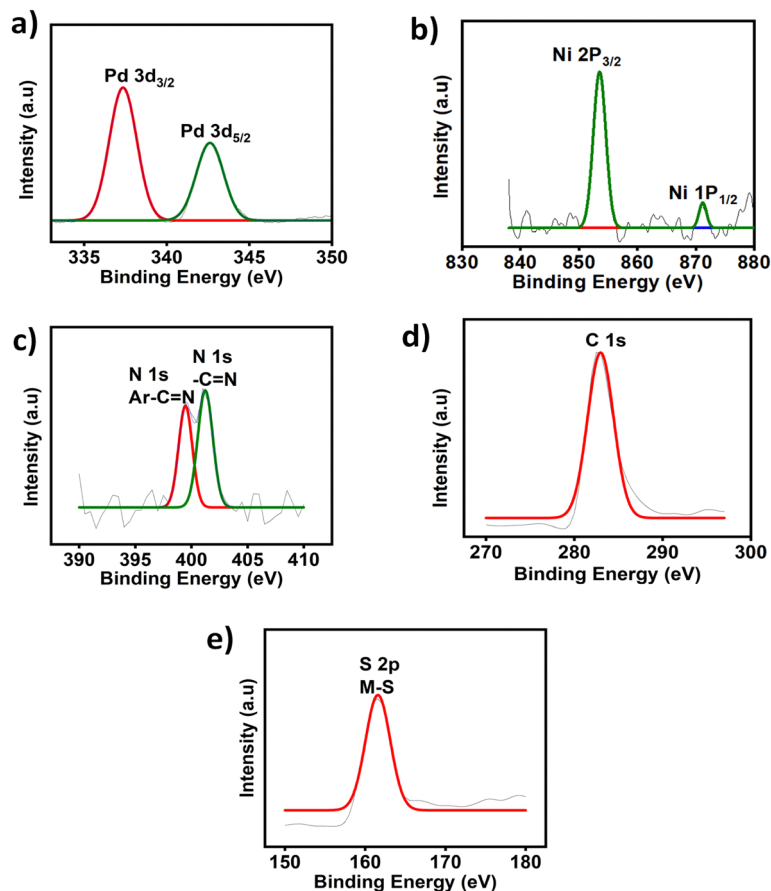 a)
Intensity (a.u)
Pd 3d3/2
Pd 3d5/2
335 340 345 350
Binding Energy (eV)
b)
Intensity (a.u)
Ni 2P3/2
Ni 1P1/2
830 840 850 860 870 880
Binding Energy (eV)
c)
Intensity (a.u)
N 1s
Ar-C=N
N 1s
-C=N
390 395 400 405 410
Binding Energy (eV)
d)
Intensity (a.u)
C 1s
270 280 290 300
Binding Energy (eV)
e)
Intensity (a.u)
S 2p
M-S
150 160 170 180
Binding Energy (eV)